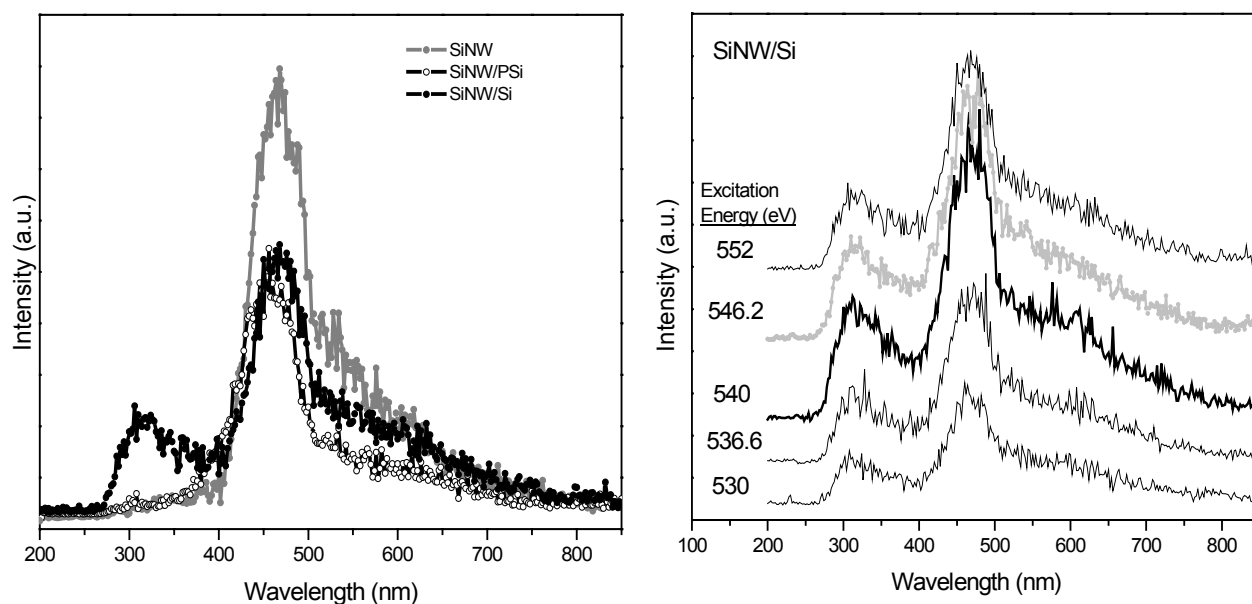 SiNW
SiNW/PSi
SiNW/Si
Intensity (a.u.)
200 300 400 500 600 700 800
Wavelength (nm)
SiNW/Si
Excitation
Energy (eV)
552
546.2
540
536.6
530
Intensity (a.u.)
100 200 300 400 500 600 700 800
Wavelength (nm)